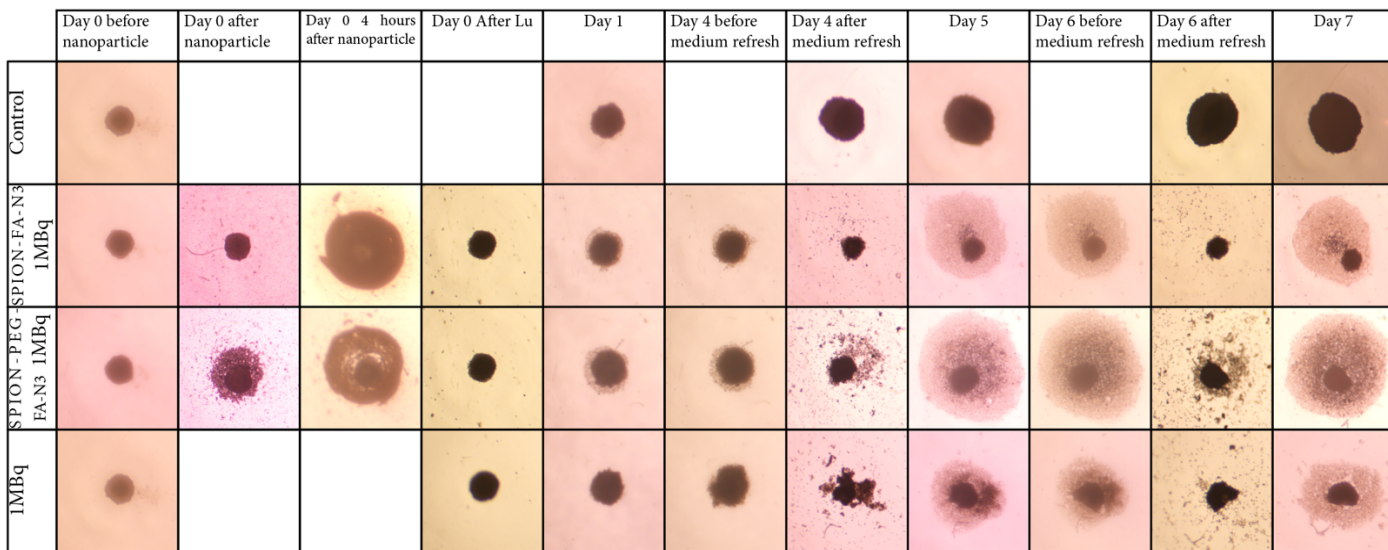 Day 0 before
nanoparticle
Day 0 after
nanoparticle
Day 0 4 hours
after nanoparticle
Day 0 After Lu
Day 1
Day 4 before
medium refresh
Day 4 after
medium refresh
Day 5
Day 6 before
medium refresh
Day 6 after
medium refresh
Day 7
Control
SPION-FA-N3
1MBq
SPION-PEG-
FA-N3 1MBq
1MBq